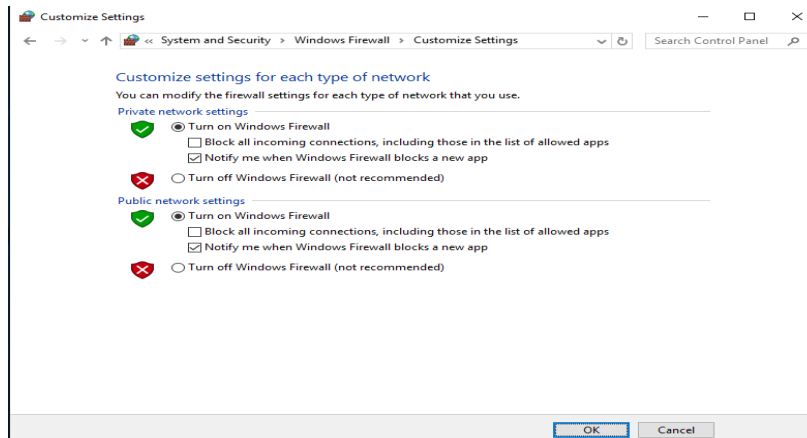 Customize Settings
« System and Security > Windows Firewall > Customize Settings
Search Control Panel
Customize settings for each type of network
You can modify the firewall settings for each type of network that you use.
Private network settings
Turn on Windows Firewall
Block all incoming connections, including those in the list of allowed apps
Notify me when Windows Firewall blocks a new app
Turn off Windows Firewall (not recommended)
Public network settings
Turn on Windows Firewall
Block all incoming connections, including those in the list of allowed apps
Notify me when Windows Firewall blocks a new app
Turn off Windows Firewall (not recommended)
OK Cancel